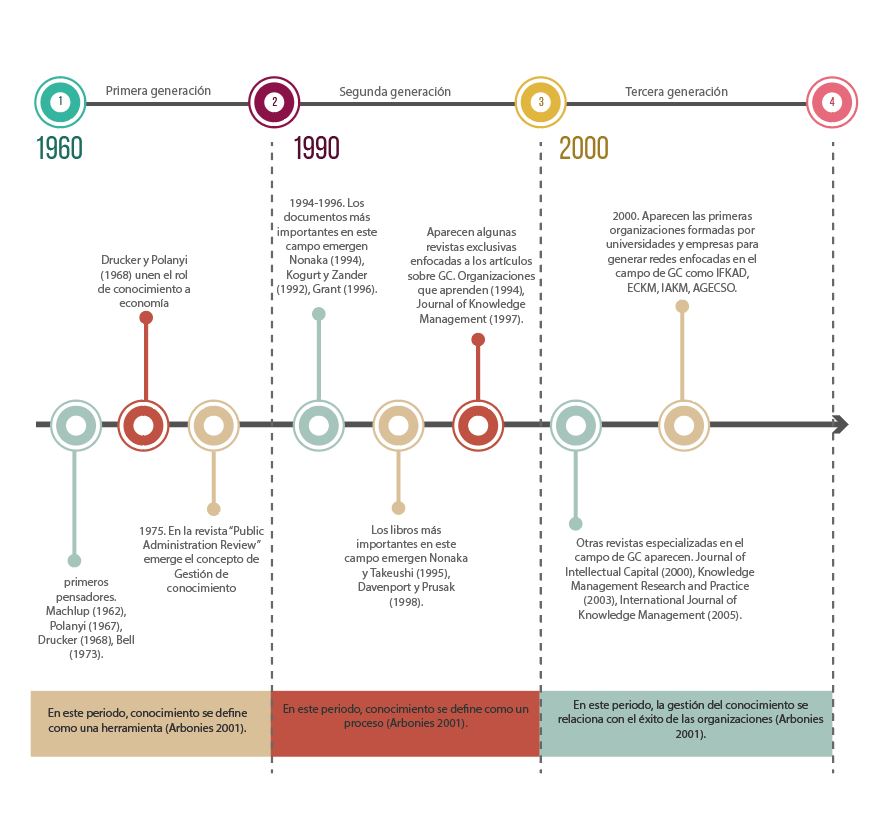 Primera generación
Segunda generación
Tercera generación
1
2
3
4
1960
1990
2000
1994-1996. Los
documentos más
importantes en este
campo emergen
Nonaka (1994),
Kogurt y Zander
(1992), Grant (1996).
Aparecen algunas
revistas exclusivas
enfocadas a los artículos
sobre GC. Organizaciones
que aprenden (1994),
Journal of Knowledge
Management (1997).
2000. Aparecen las primeras
organizaciones formadas por
universidades y empresas para
generar redes enfocadas en el
campo de GC como IFKAD,
ECKM, IAKM, AGECSO.
Drucker y Polanyi
(1968) unen el rol
de conocimiento a
economía
1975. En la revista “Public
Administration Review”
emerge el concepto de
Gestión de
conocimiento
Los libros más
importantes en este
campo emergen Nonaka
y Takeushi (1995),
Davenport y Prusak
(1998).
Otras revistas especializadas en el
campo de GC aparecen. Journal of
Intellectual Capital (2000), Knowledge
Management Research and Practice
(2003), International Journal of
Knowledge Management (2005).
primeros
pensadores.
Machlup (1962),
Polanyi (1967),
Drucker (1968), Bell
(1973).
En este periodo, conocimiento se define
como una herramienta (Arbonies 2001).
En este periodo, conocimiento se define como un
proceso (Arbonies 2001).
En este periodo, la gestión del conocimiento se
relaciona con el éxito de las organizaciones (Arbonies
2001).